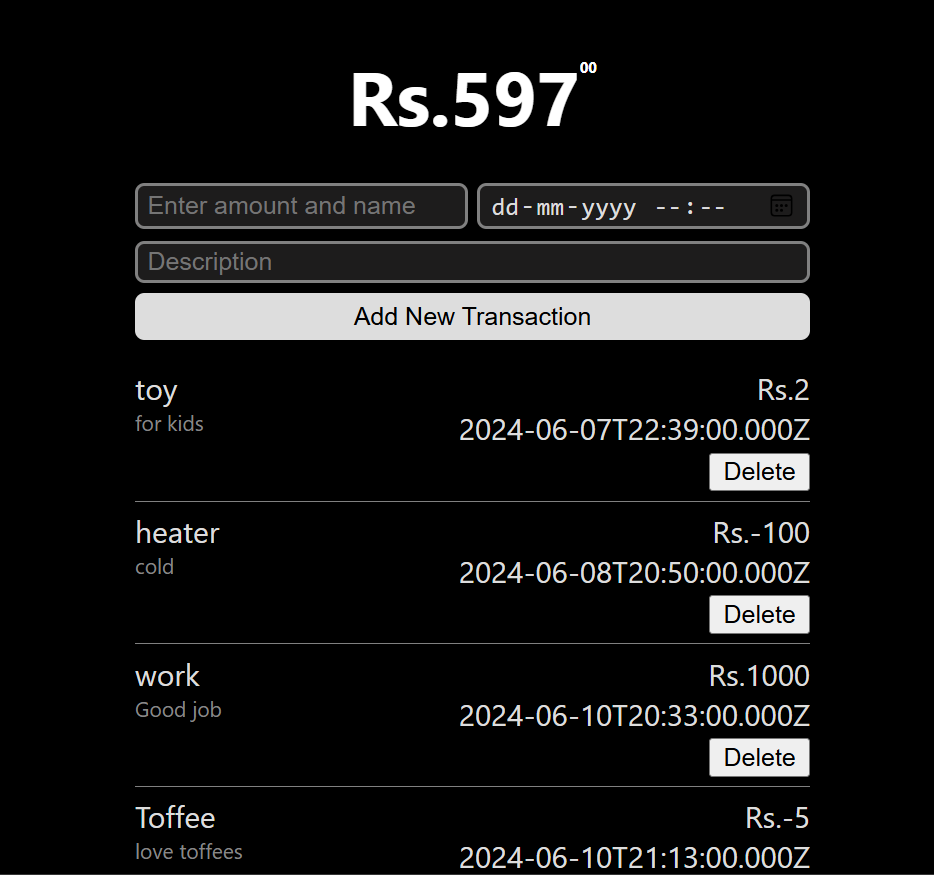 Rs.597 00
Enter amount and name dd-mm-yyyy --:--
Description
Add New Transaction
toy Rs.2
for kids 2024-06-07T22:39:00.000Z
Delete
heater Rs.-100
cold 2024-06-08T20:50:00.000Z
Delete
work Rs.1000
Good job 2024-06-10T20:33:00.000Z
Delete
Toffee Rs.-5
love toffees 2024-06-10T21:13:00.000Z